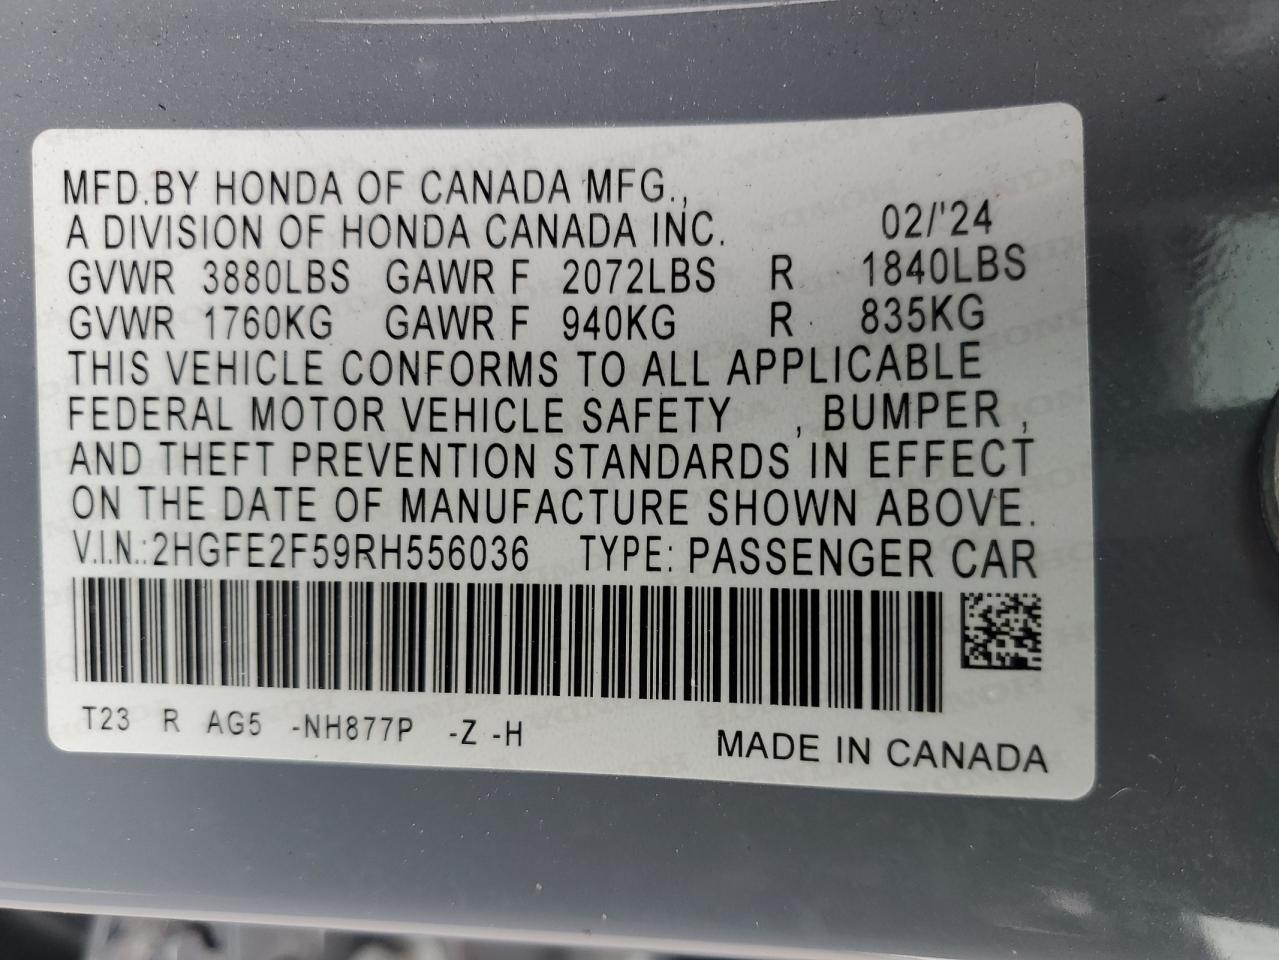 MFD.BY HONDA OF CANADA MFG.,
A DIVISION OF HONDA CANADA INC. 02/'24
GVWR 3880LBS GAWR F 2072LBS R 1840LBS
GVWR 1760KG GAWR F 940KG R 835KG
THIS VEHICLE CONFORMS TO ALL APPLICABLE
FEDERAL MOTOR VEHICLE SAFETY , BUMPER ,
AND THEFT PREVENTION STANDARDS IN EFFECT
ON THE DATE OF MANUFACTURE SHOWN ABOVE.
V.I.N.:2HGFE2F59RH556036 TYPE: PASSENGER CAR
T23 R AG5 -NH877P -Z -H
MADE IN CANADA